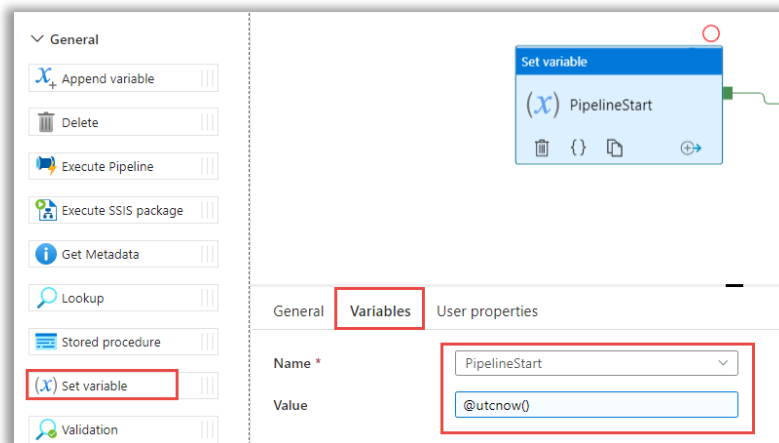 General
Append variable
Delete
Execute Pipeline
Execute SSIS package
Get Metadata
Lookup
Stored procedure
(x) Set variable
Validation
Set variable
(x) PipelineStart
{}
General Variables User properties
Name * PipelineStart
Value @utcnow()